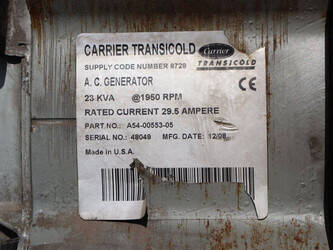 CARRIER TRANSICOLD
Carrier
TRANSICOLD
SUPPLY CODE NUMBER 8728
A. C. GENERATOR
CE
23 KVA @1950 RPM
RATED CURRENT 29.5 AMPERE
PART NO.: A54-00553-05
SERIAL NO.: 48049 MFG. DATE: 12/08
Made in U.S.A.